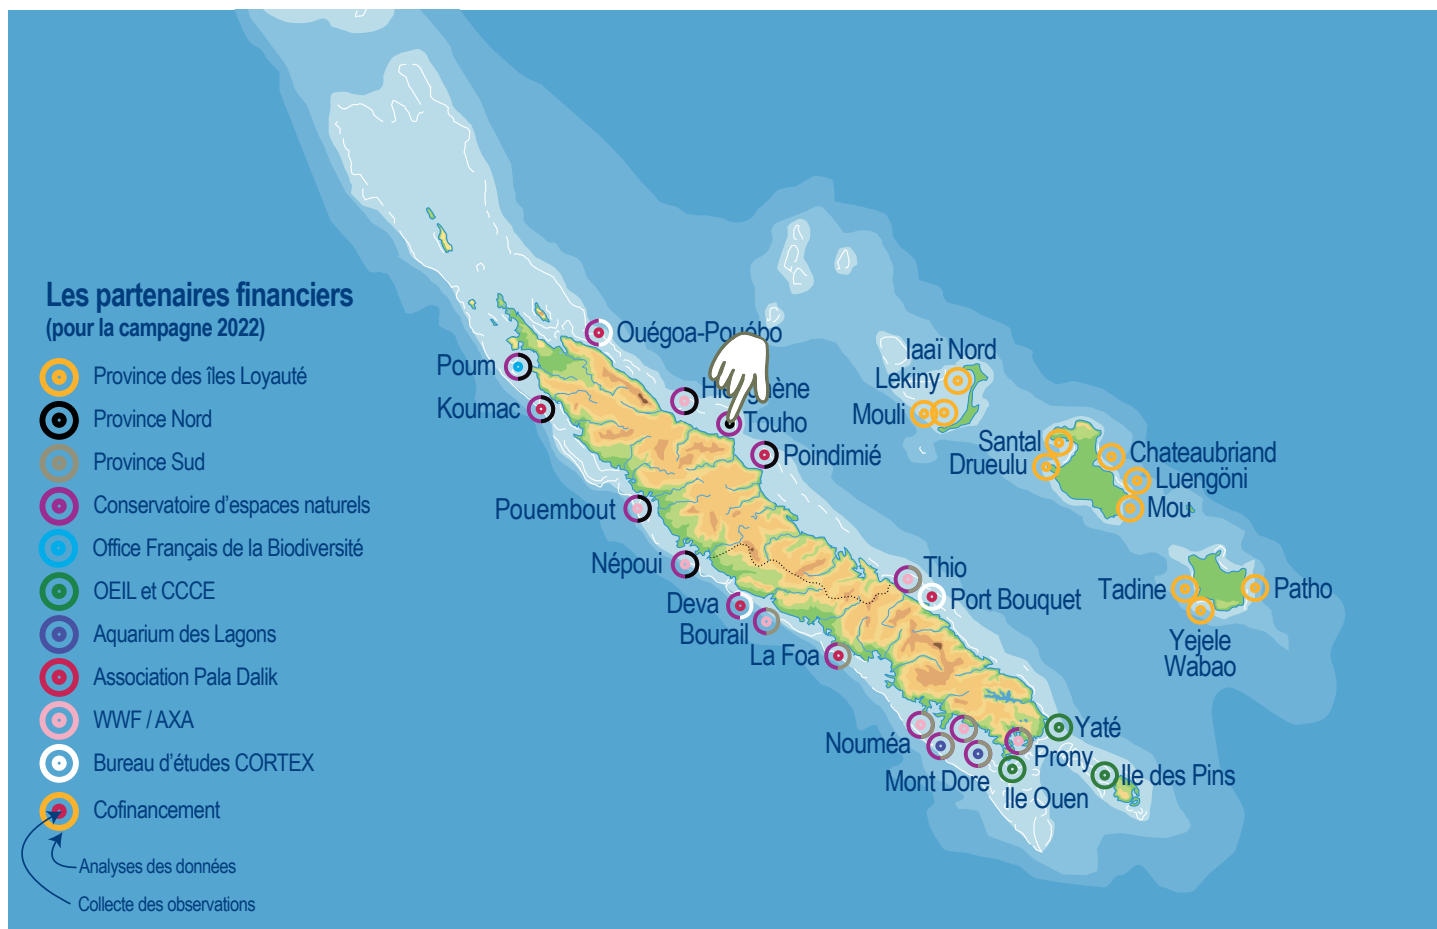 Les partenaires financiers
(pour la campagne 2022)
Province des îles Loyauté
Province Nord
Province Sud
Conservatoire d'espaces naturels
Office Français de la Biodiversité
OEIL et CCCE
Aquarium des Lagons
Association Pala Dalik
WWF / AXA
Bureau d'études CORTEX
Cofinancement
Analyses des données
Collecte des observations
Ouégoa-Pouébo
Poum
Koumac
Touho
Poindimié
Pouembout
Népoui
Deva
Bourail
La Foa
Thio
Port Bouquet
Nouméa
Mont Dore
Prony
Yaté
Ile Ouen
Ile des Pins
Iaaï Nord
Lekiny
Mouli
Santal
Drueulu
Chateaubriand
Luengöni
Mou
Tadine
Patho
Yejele
Wabao